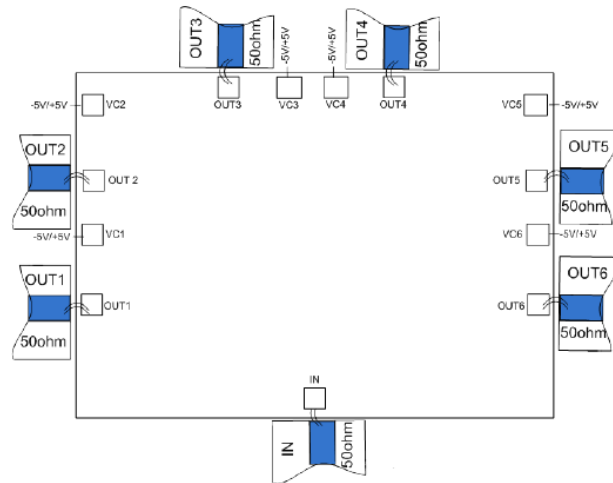 OUT3
50ohm
-5V/+5V
-5V/+5V
OUT4
50ohm
OUT3
VC3
VC4
OUT4
-5V/+5V
VC2
VC5
-5V/+5V
OUT2
50ohm
OUT 2
OUT5
OUT5
50ohm
-5V/+5V
VC1
VC6
-5V/+5V
OUT1
50ohm
OUT1
OUT6
OUT6
50ohm
IN
IN
50ohm